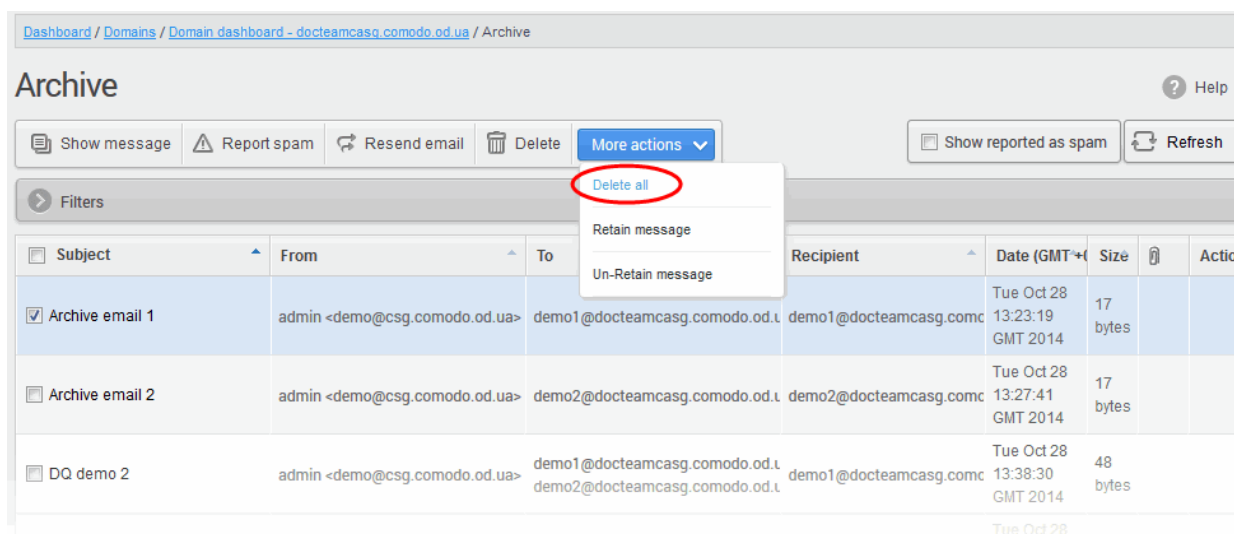 Dashboard / Domains / Domain dashboard - docteamcasg.comodo.od.ua / Archive
Archive
Help
Show message Report spam Resend email Delete More actions Show reported as spam Refresh
Delete all
Filters
Retain message
Un-Retain message
Subject From To Recipient Date (GMT Size
Tue Oct 28
Archive email 1 admin <demo@csg.comodo.od.ua> demo1@docteamcasg.comodo.od.u demo1@docteamcasg.comc 13:23:19 17 bytes
GMT 2014
Tue Oct 28
Archive email 2 admin <demo@csg.comodo.od.ua> demo2@docteamcasg.comodo.od.u demo2@docteamcasg.comc 13:27:41 17 bytes
GMT 2014
Tue Oct 28
DQ demo 2 admin <demo@csg.comodo.od.ua> demo1@docteamcasg.comodo.od.u demo1@docteamcasg.comc 13:38:30 48 bytes
demo2@docteamcasg.comodo.od.u
GMT 2014
Tue Oct 28